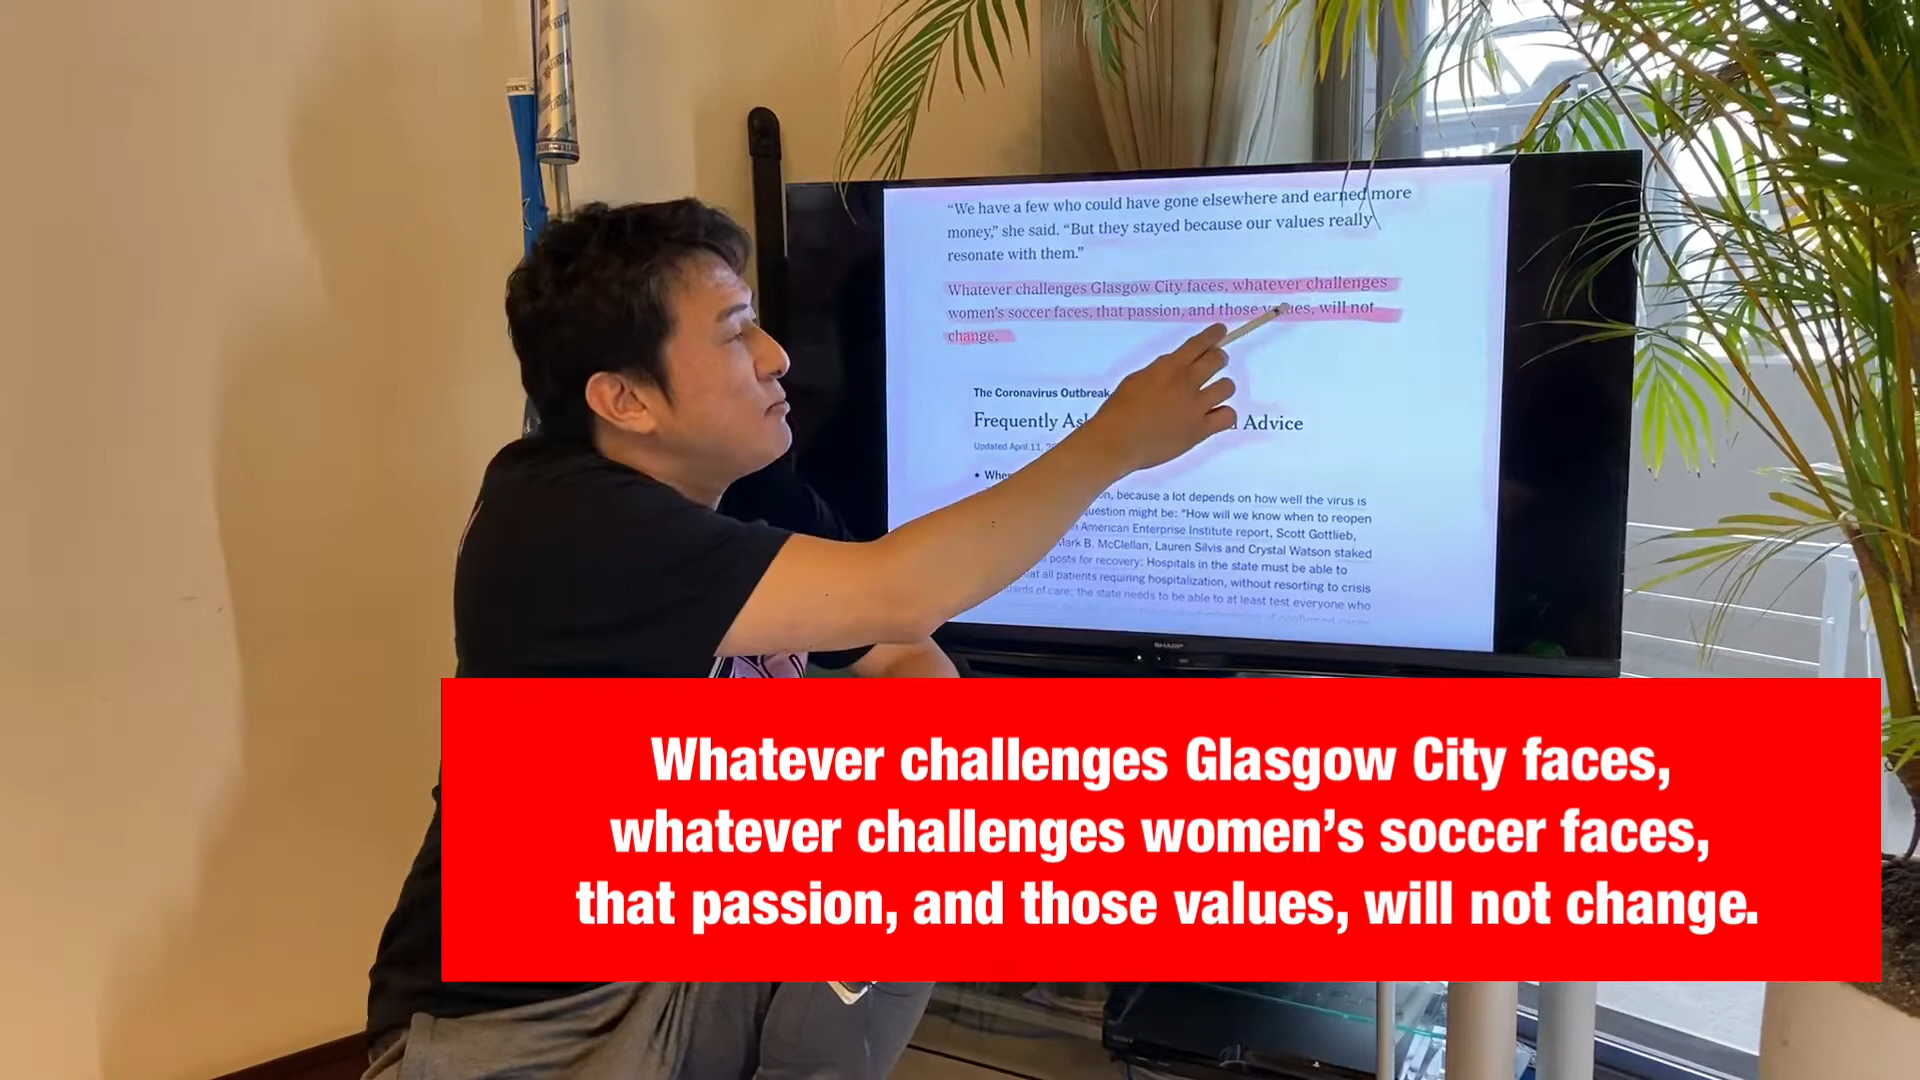 “We have a few who could have gone elsewhere and earned more
money,” she said. “But they stayed because our values really
resonate with them.”
Whatever challenges Glasgow City faces, whatever challenges
women’s soccer faces, that passion, and those values, will not
change.
The Coronavirus Outbreak
Frequently Advice
Updated April 11,
•
on, because a lot depends on how well the virus is
question might be: "How will we know when to reopen
American Enterprise Institute report, Scott Gottlieb,
Mark B. McClellan, Lauren Silvis and Crystal Watson staked
posts for recovery: Hospitals in the state must be able to
all patients requiring hospitalization, without resorting to crisis
of care; the state needs to be able to at least test everyone who
SHARP
Whatever challenges Glasgow City faces,
whatever challenges women’s soccer faces,
that passion, and those values, will not change.